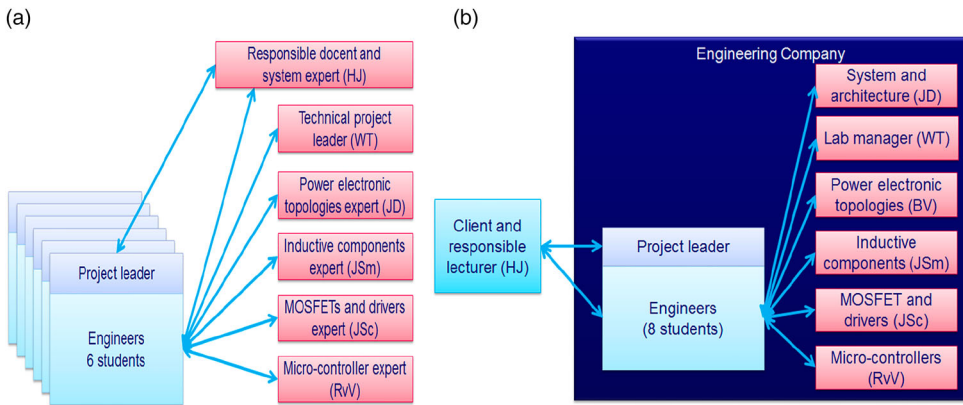 (a)
Responsible docent and
system expert (HJ)
Technical project
leader (WT)
Power electronic
topologies expert (JD)
Inductive components
expert (JSm)
MOSFETs and drivers
expert (JSc)
Micro-controller expert
(RvV)
Project leader
Engineers
6 students
(b)
Engineering Company
System and
architecture (JD)
Lab manager (WT)
Power electronic
topologies (BV)
Inductive
components (JSm)
MOSFET and
drivers (JSc)
Micro-controllers
(RvV)
Client and
responsible
lecturer (HJ)
Project leader
Engineers
(8 students)